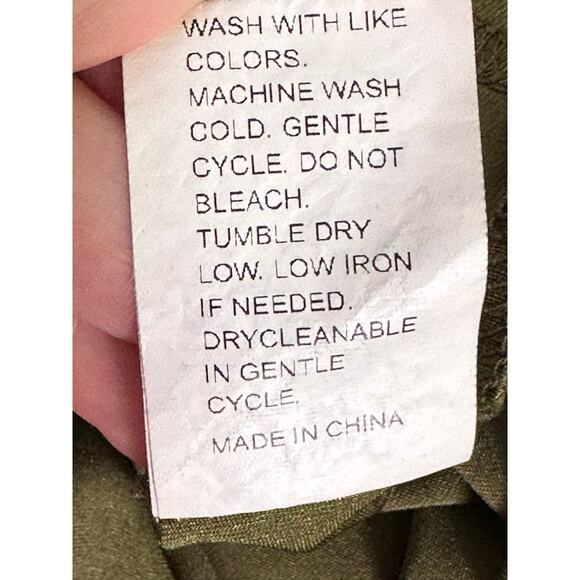 WASH WITH LIKE
COLORS.
MACHINE WASH
COLD. GENTLE
CYCLE. DO NOT
BLEACH.
TUMBLE DRY
LOW. LOW IRON
IF NEEDED.
DRYCLEANABLE
IN GENTLE
CYCLE.
MADE IN CHINA